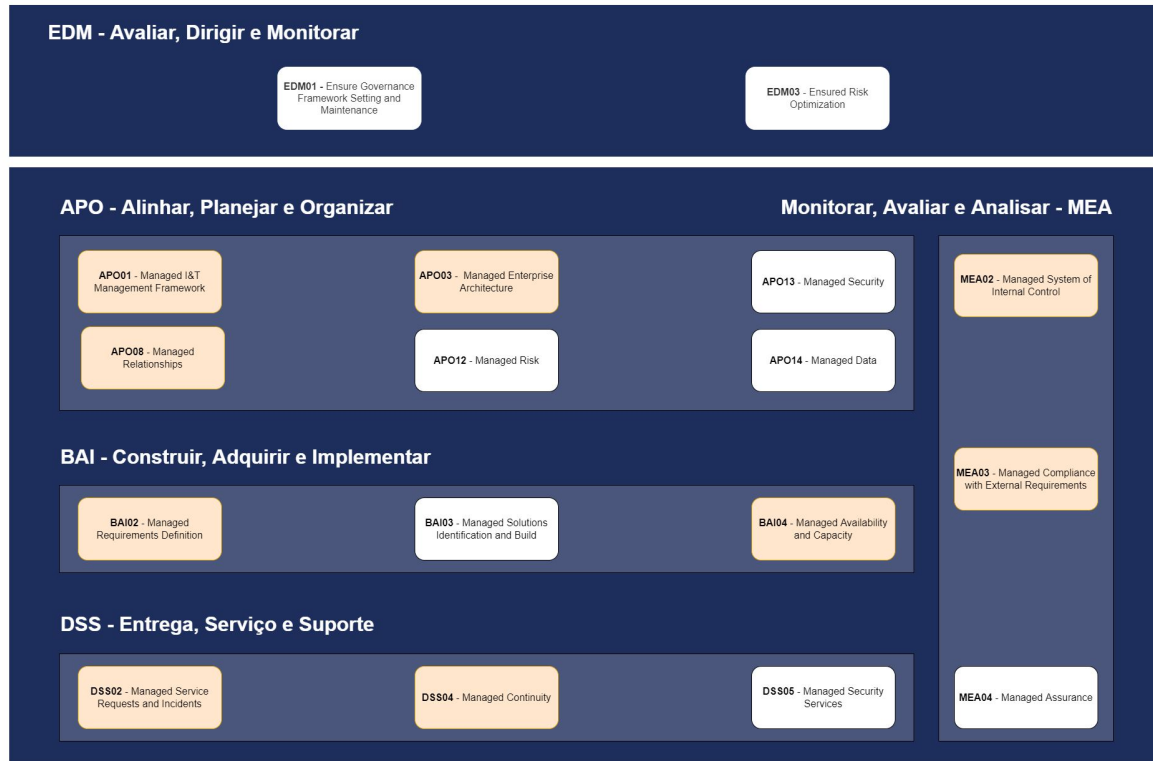 EDM - Avaliar, Dirigir e Monitorar
EDM01 - Ensure Governance
Framework Setting and
Maintenance
EDM03 - Ensured Risk
Optimization
APO - Alinhar, Planejar e Organizar
Monitorar, Avaliar e Analisar - MEA
APO01 - Managed I&T
Management Framework
APO03 - Managed Enterprise
Architecture
APO13 - Managed Security
MEA02 - Managed System of
Internal Control
APO08 - Managed
Relationships
APO12 - Managed Risk
APO14 - Managed Data
BAI - Construir, Adquirir e Implementar
MEA03 - Managed Compliance
with External Requirements
BAI02 - Managed
Requirements Definition
BAI03 - Managed Solutions
Identification and Build
BAI04 - Managed Availability
and Capacity
DSS - Entrega, Serviço e Suporte
DSS02 - Managed Service
Requests and Incidents
DSS04 - Managed Continuity
DSS05 - Managed Security
Services
MEA04 - Managed Assurance